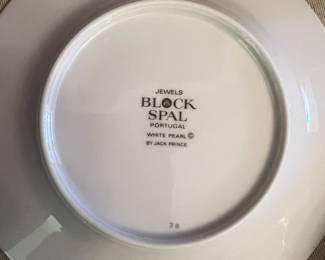 JEWELS
BLOCK
SPAL
PORTUGAL
WHITE PEARL ©
BY JACK PRINCE